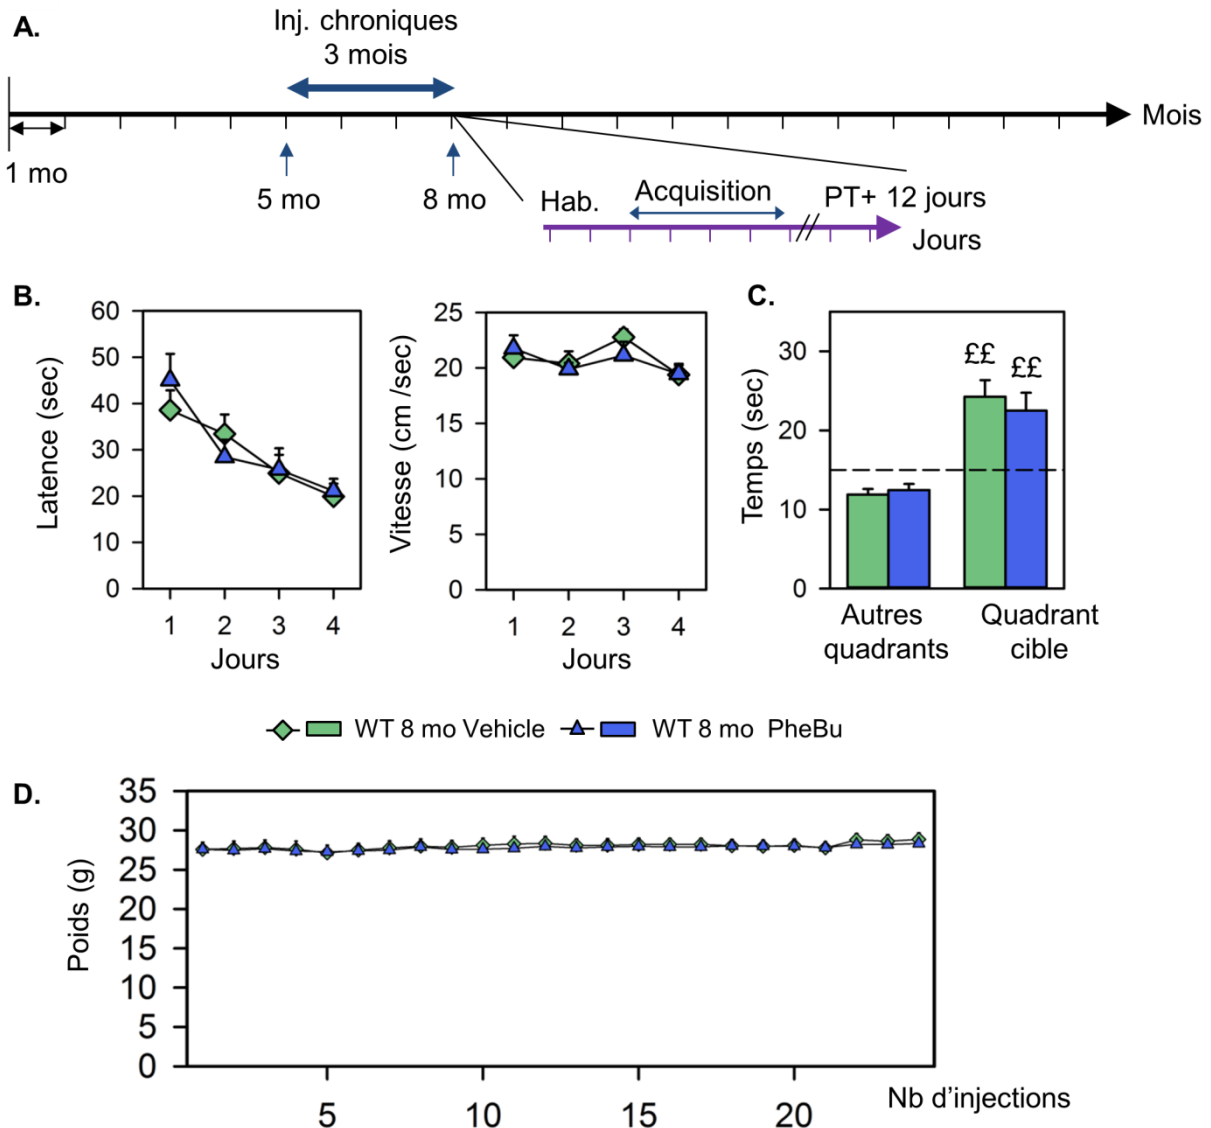 A.
Inj. chroniques
3 mois
Mois
1 mo
5 mo
8 mo
Hab.
Acquisition
PT+ 12 jours
Jours
B.
60
50
40
30
20
10
0
Latence (sec)
1 2 3 4
Jours
25
20
15
10
5
0
Vitesse (cm /sec)
1 2 3 4
Jours
C.
30
20
10
0
Temps (sec)
££ ££
Autres
quadrants
Quadrant
cible
WT 8 mo Vehicle
WT 8 mo PheBu
D.
35
30
25
20
15
10
5
0
Poids (g)
5 10 15 20
Nb d'injections